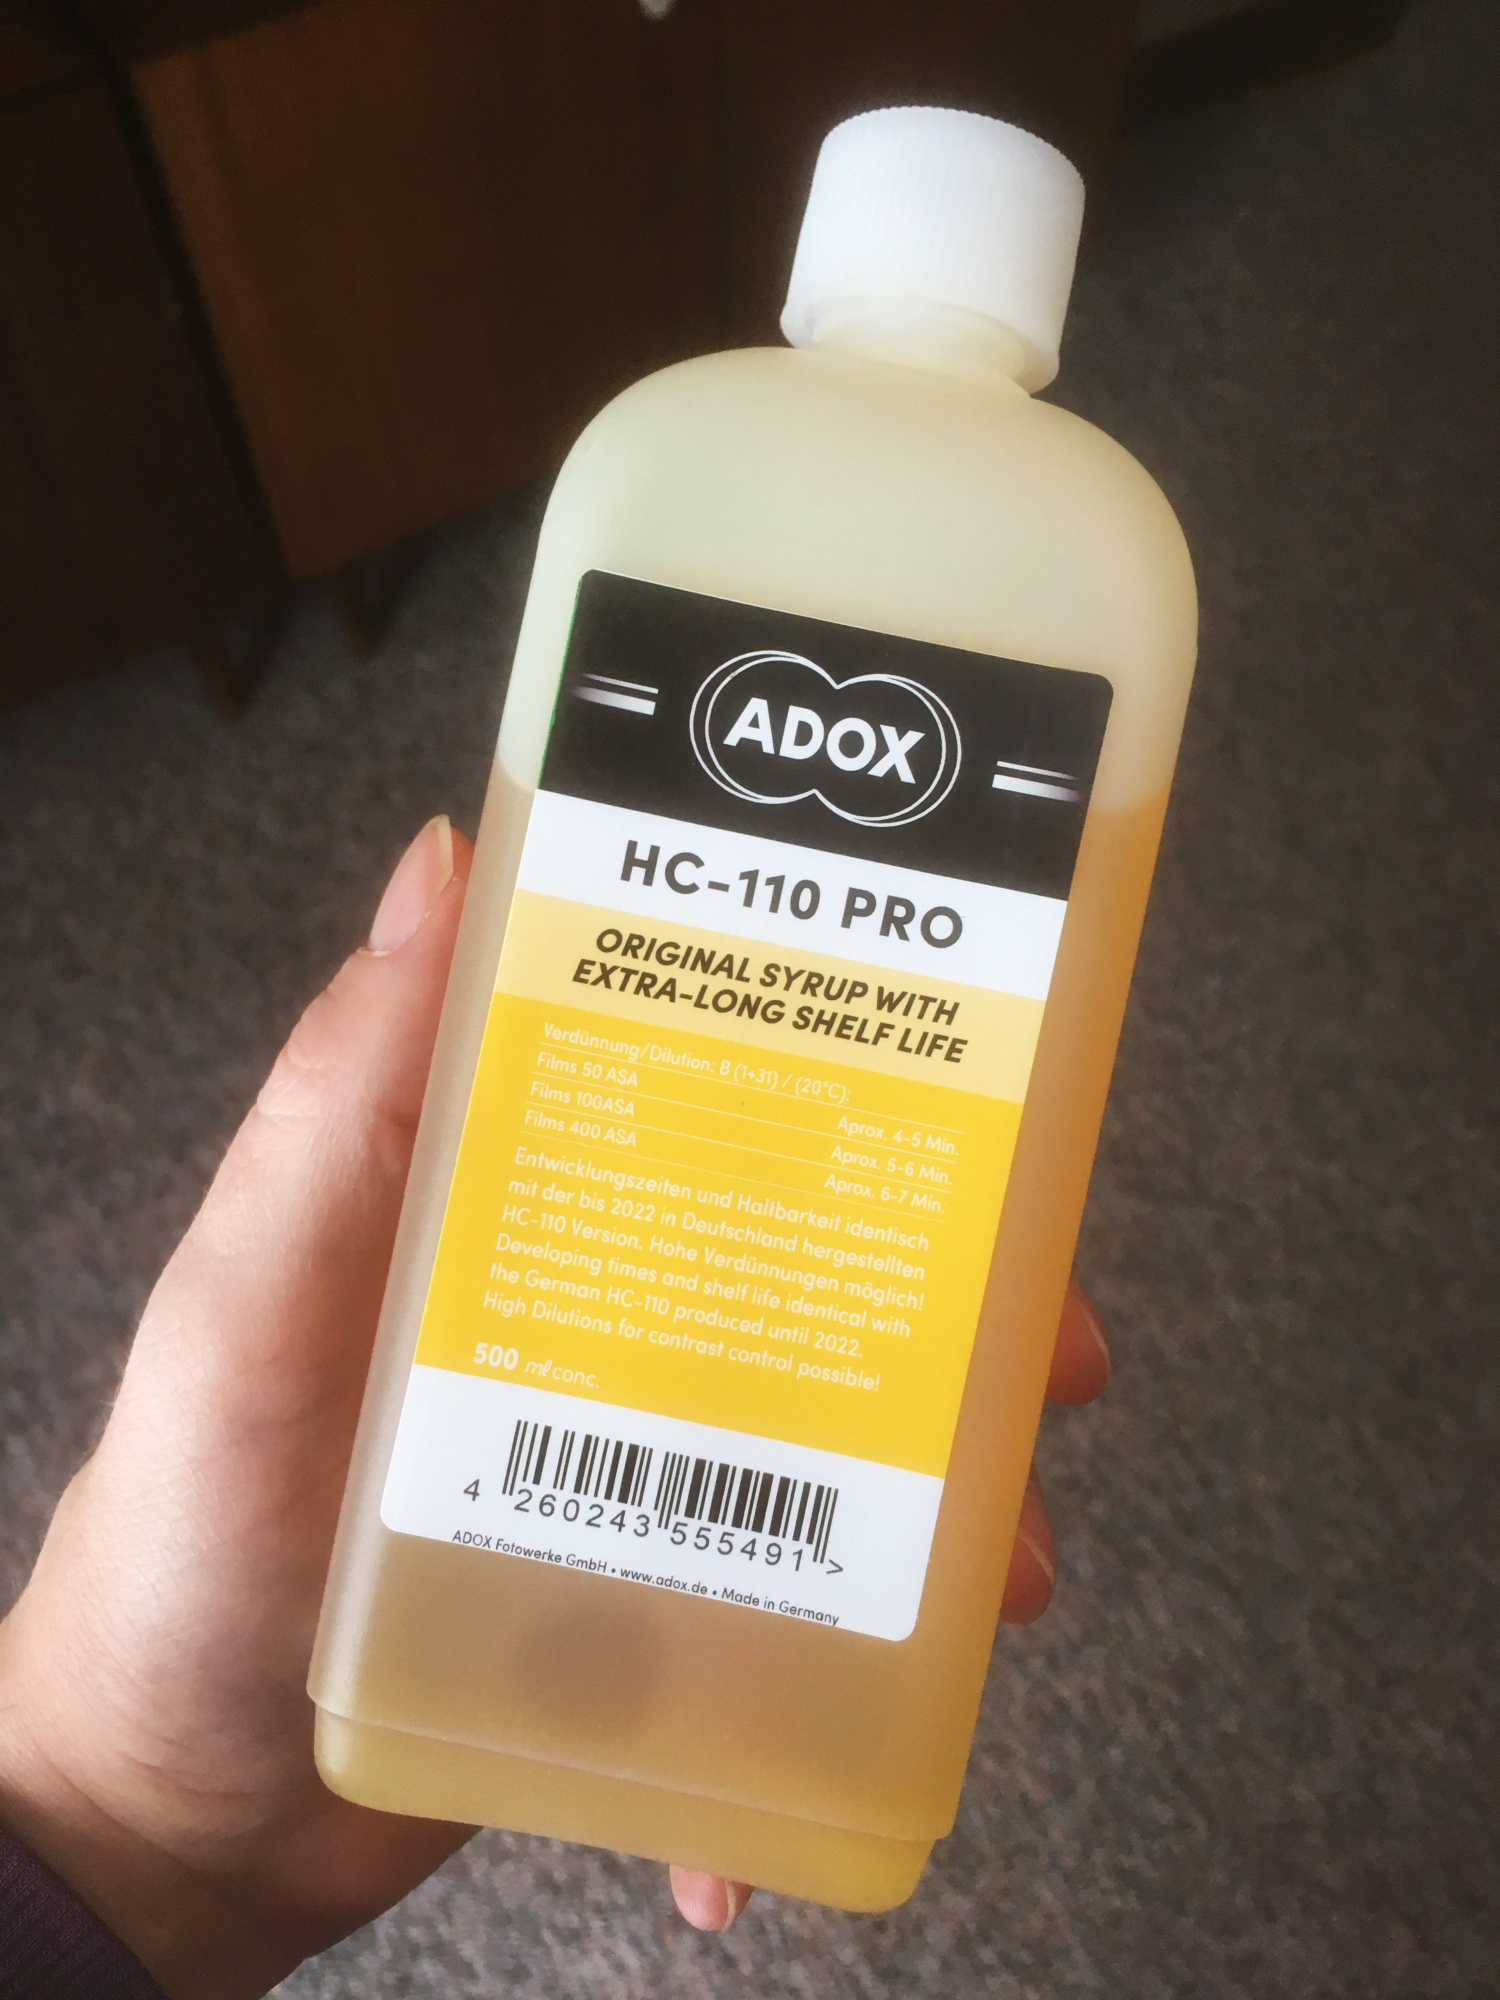 ADOX
HC-110 PRO
ORIGINAL SYRUP WITH
EXTRA-LONG SHELF LIFE
Verdünnung/Dilution: B (1+31) / (20°C):
Films 50 ASA Aprox. 4-5 Min.
Films 100ASA Aprox. 5-6 Min.
Films 400 ASA Aprox. 6-7 Min.
Entwicklungszeiten und Haltbarkeit identisch
mit der bis 2022 in Deutschland hergestellten
HC-110 Version. Hohe Verdünnungen möglich!
Developing times and shelf life identical with
the German HC-110 produced until 2022.
High Dilutions for contrast control possible!
500 ml conc.
4 260243 555491 >
ADOX Fotowerke GmbH • www.adox.de • Made in Germany